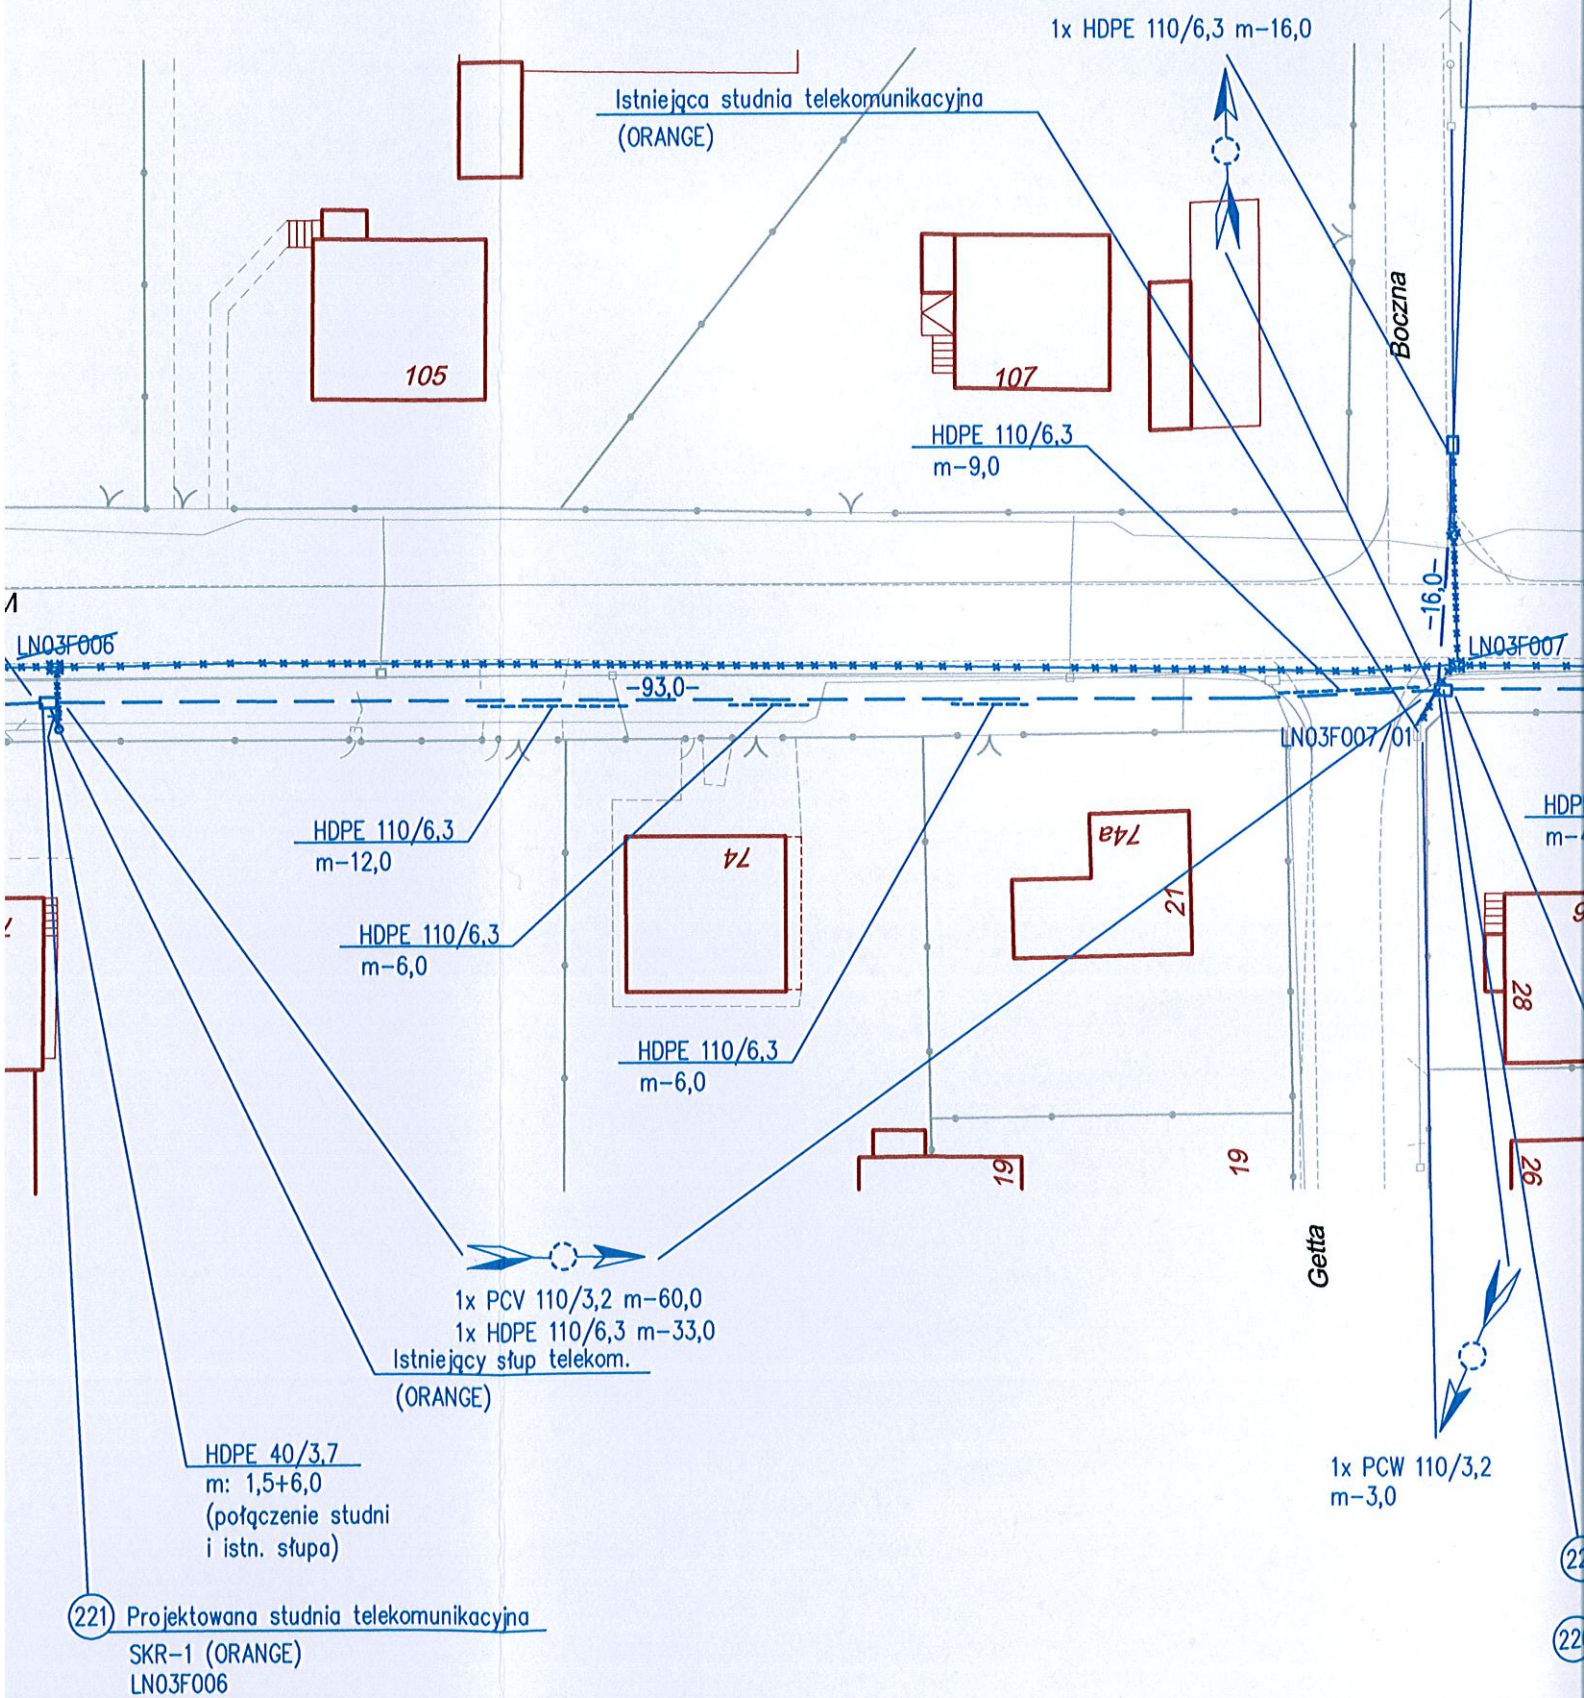 1x HDPE 110/6,3 m-16,0
Istniejąca studnia telekomunikacyjna
(ORANGE)
Boczna
105
107
HDPE 110/6,3
m-9,0
-16,0-
LN03F006
LN03F007
-93,0-
LN03F007/01
HDPE 110/6,3
m-12,0
74
74a
21
HDPE 110/6,3
m-6,0
28
HDPE 110/6,3
m-6,0
19
19
26
Getta
1x PCV 110/3,2 m-60,0
1x HDPE 110/6,3 m-33,0
Istniejący słup telekom.
(ORANGE)
HDPE 40/3,7
m: 1,5+6,0
(połączenie studni
i istn. słupa)
1x PCW 110/3,2
m-3,0
221 Projektowana studnia telekomunikacyjna
SKR-1 (ORANGE)
LN03F006